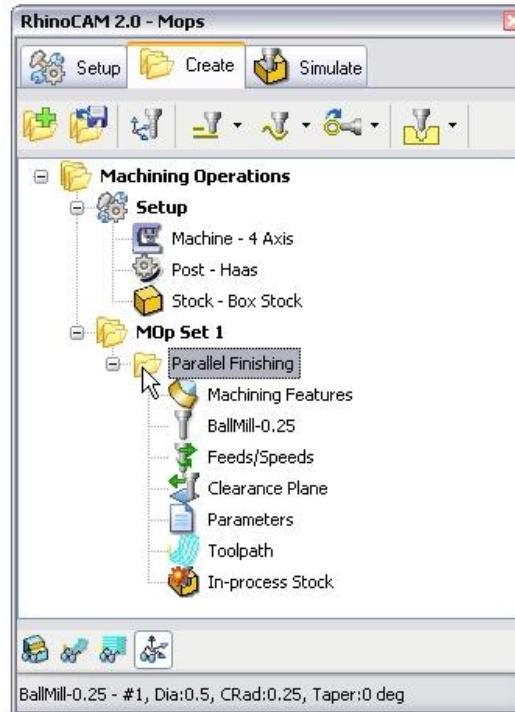 RhinoCAM 2.0 - Mops
Setup Create Simulate
Machining Operations
Setup
Machine - 4 Axis
Post - Haas
Stock - Box Stock
MOp Set 1
Parallel Finishing
Machining Features
BallMill-0.25
Feeds/Speeds
Clearance Plane
Parameters
Toolpath
In-process Stock
BallMill-0.25 - #1, Dia:0.5, CRad:0.25, Taper:0 deg